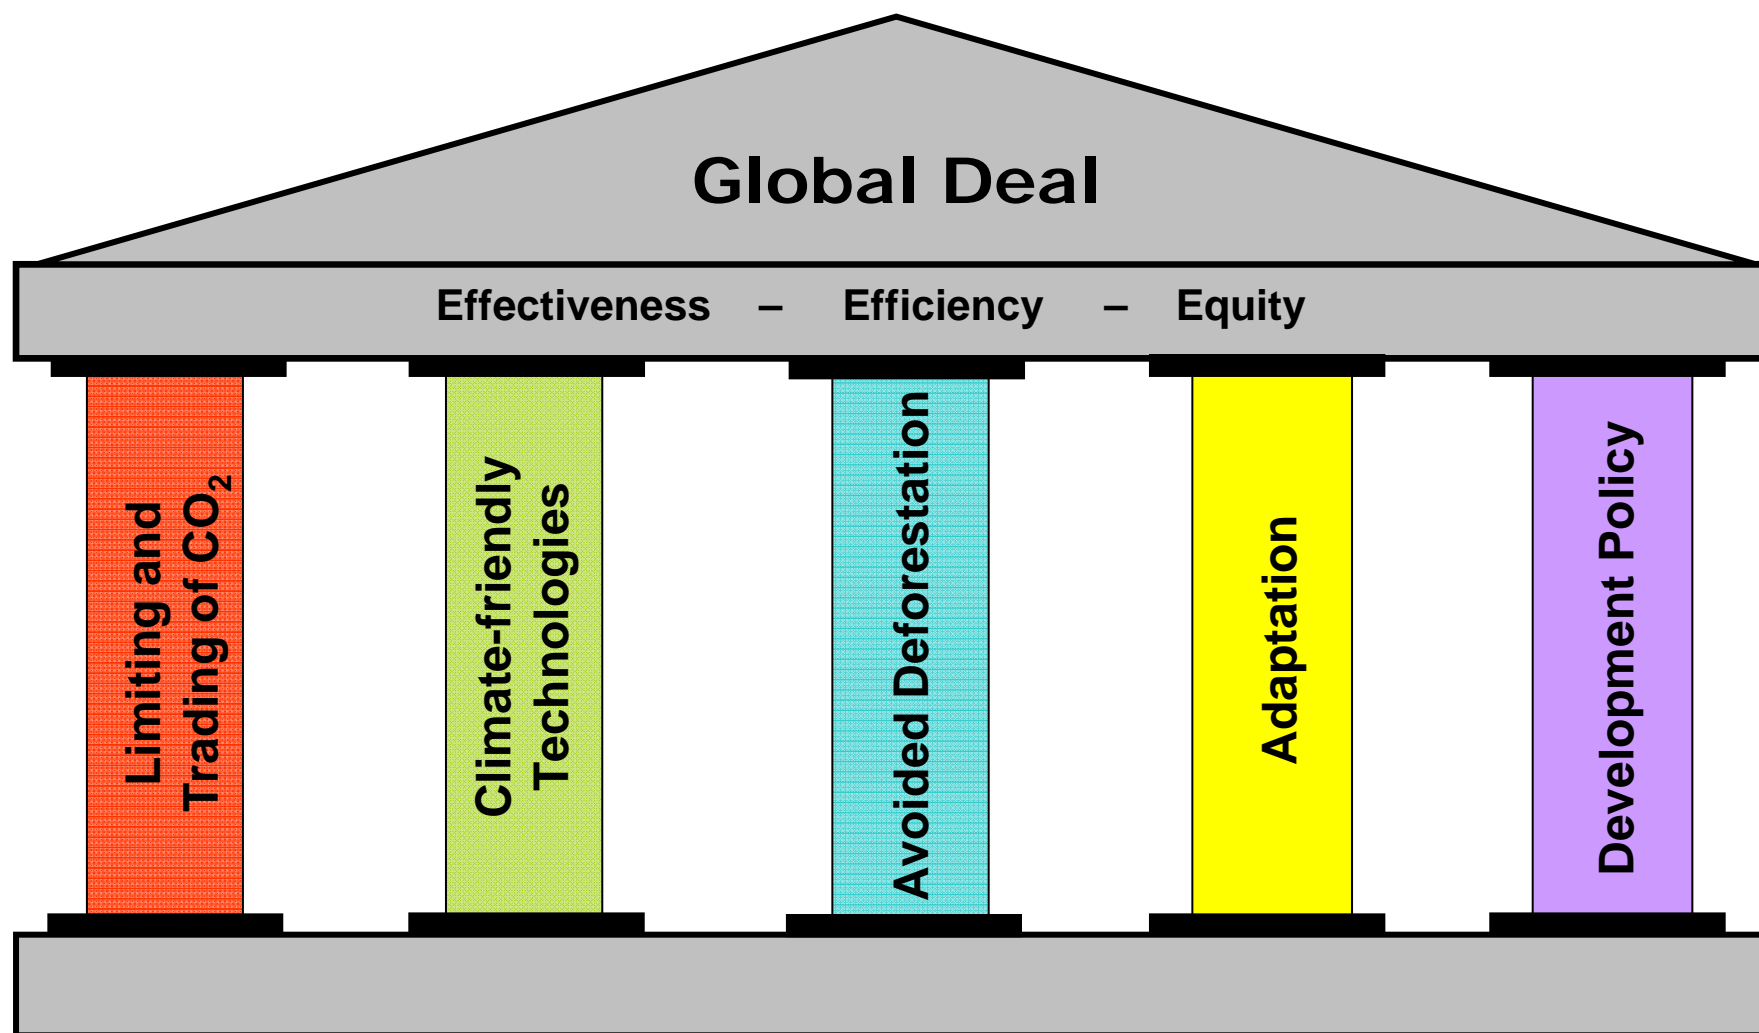 Global Deal
Effectiveness – Efficiency – Equity
Limiting and
Trading of CO₂
Climate-friendly
Technologies
Avoided Deforestation
Adaptation
Development Policy